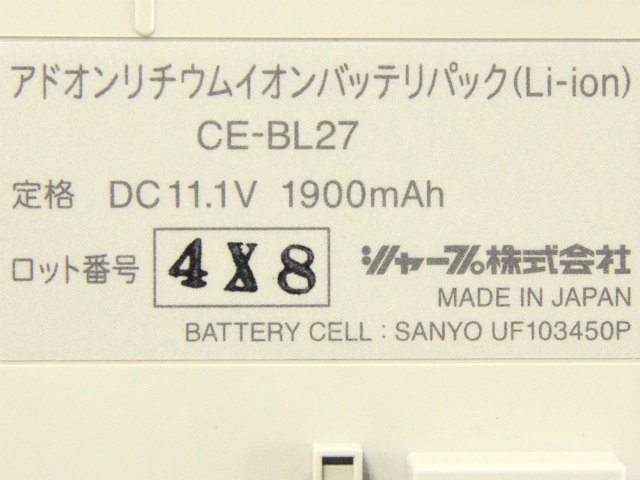 アドオンリチウムイオンバッテリパック(Li-ion)
CE-BL27
定格 DC 11.1V 1900mAh
ロット番号 4X8 シャープ株式会社
MADE IN JAPAN
BATTERY CELL : SANYO UF103450P